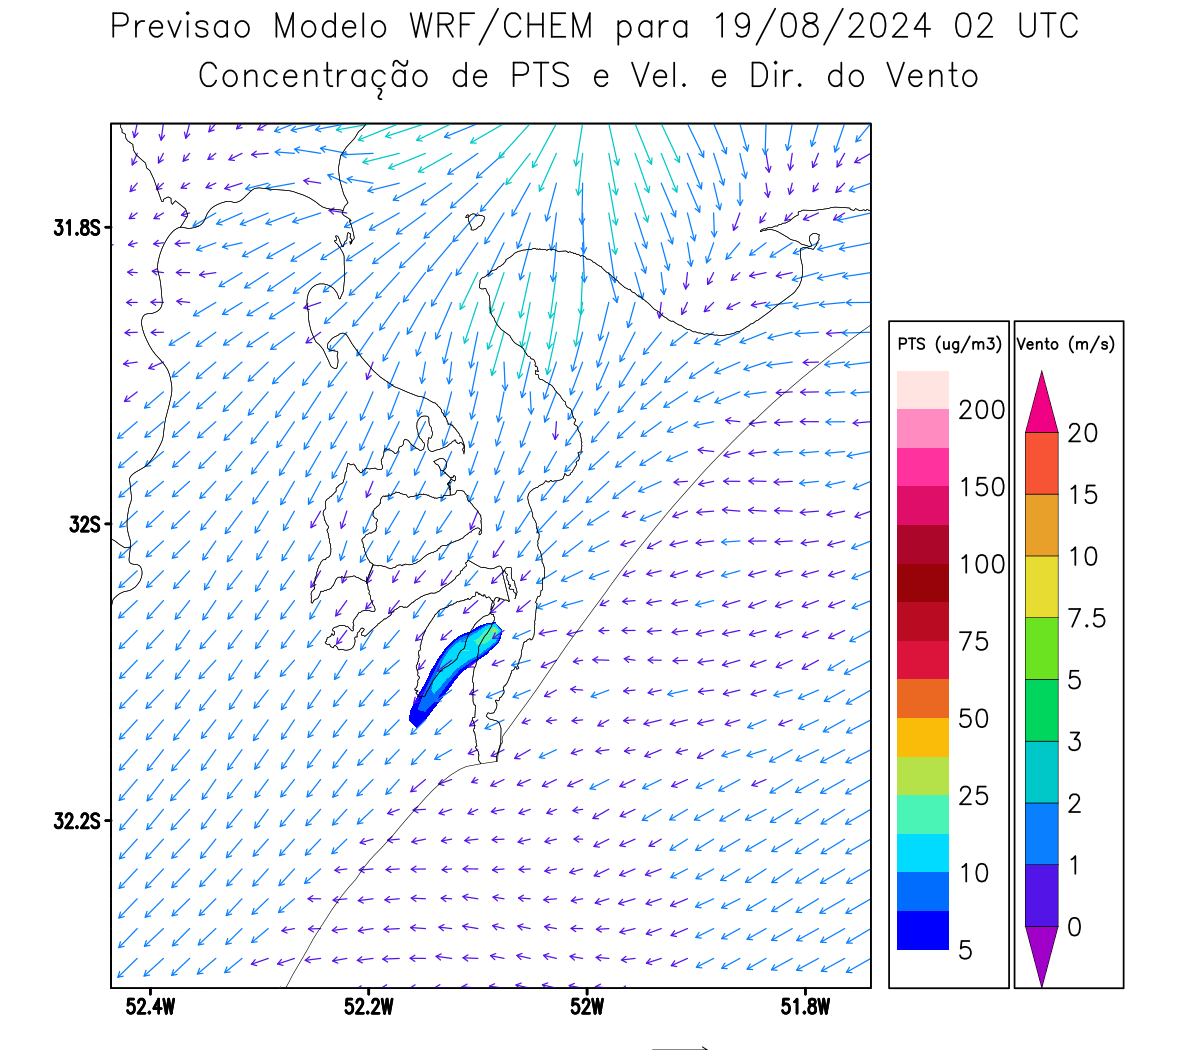 Previsao Modelo WRF/CHEM para 19/08/2024 02 UTC
Concentração de PTS e Vel. e Dir. do Vento
31.8S
32S
32.2S
52.4W 52.2W 52W 51.8W
PTS (ug/m3)
200
150
100
75
50
25
10
5
Vento (m/s)
20
15
10
7.5
5
3
2
1
0